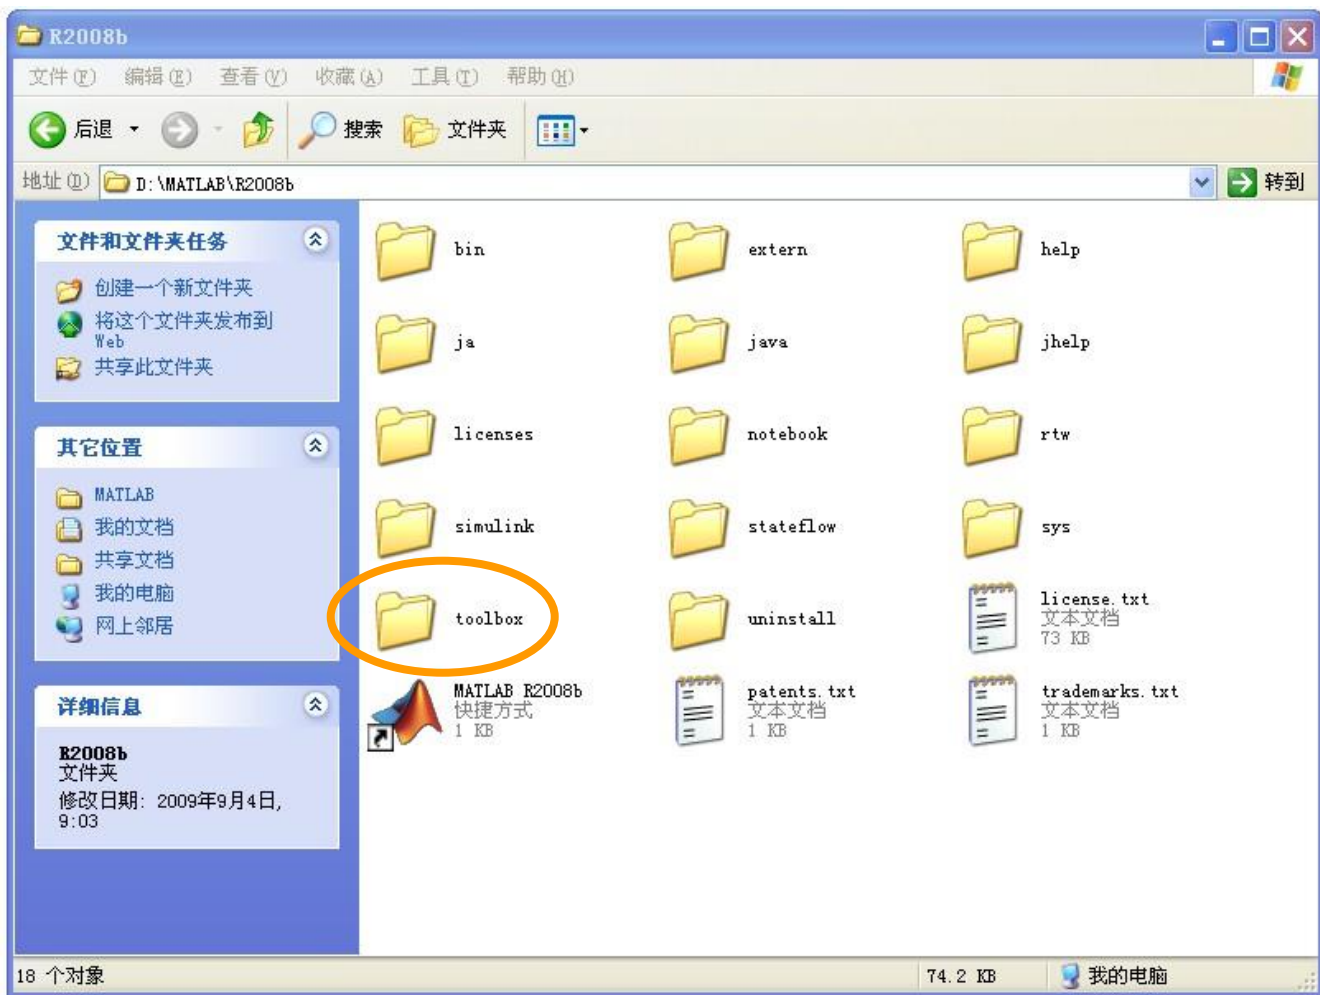 R2008b
文件(F) 编辑(E) 查看(V) 收藏(A) 工具(T) 帮助(H)
后退 搜索 文件夹
地址(D) D:\MATLAB\R2008b 转到
文件和文件夹任务
创建一个新文件夹
将这个文件夹发布到
Web
共享此文件夹
其它位置
MATLAB
我的文档
共享文档
我的电脑
网上邻居
详细信息
R2008b
文件夹
修改日期: 2009年9月4日,
9:03
bin extern help
ja java jhelp
licenses notebook rtw
simulink stateflow sys
toolbox uninstall
license.txt
文本文档
73 KB
MATLAB R2008b
快捷方式
1 KB
patents.txt
文本文档
1 KB
trademarks.txt
文本文档
1 KB
18 个对象 74.2 KB 我的电脑